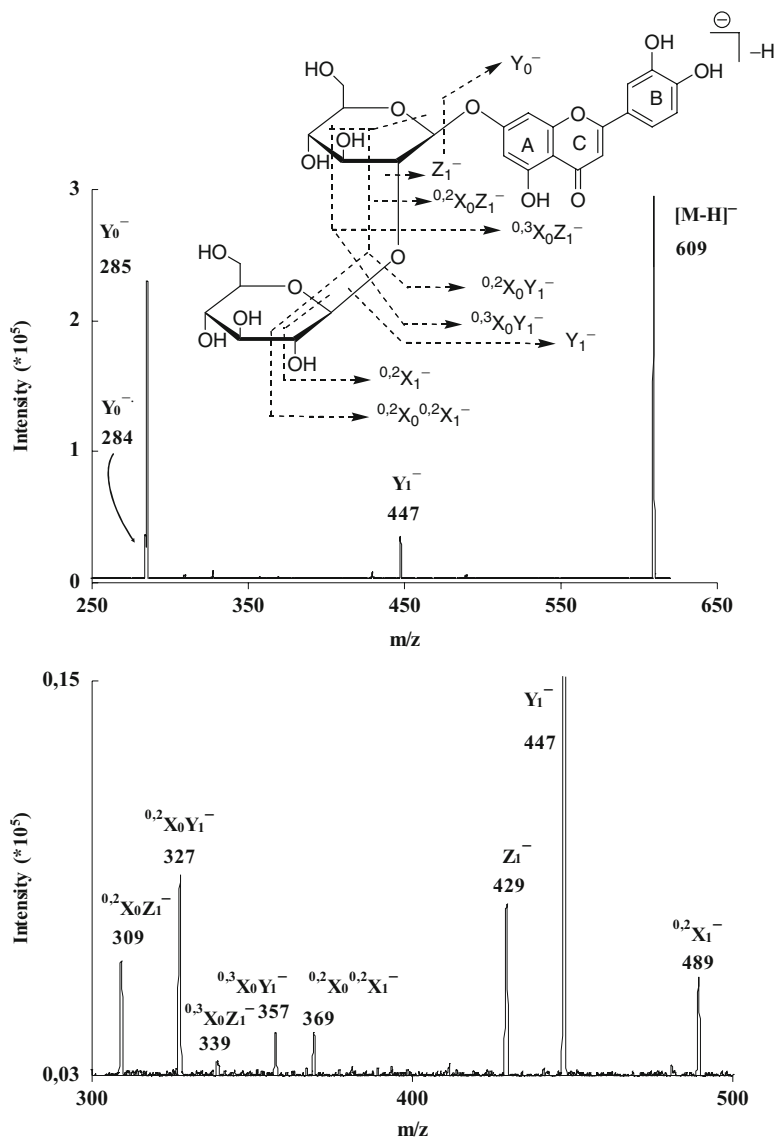 ⊖
–H
OH
OH
B
HO
Y₀⁻
O
O
O
A
C
OH
OH
OH
O
Z₁⁻
⁰,²X₀Z₁⁻
⁰,³X₀Z₁⁻
HO
O
O
⁰,²X₀Y₁⁻
⁰,³X₀Y₁⁻
OH
OH
HO
OH
Y₁⁻
⁰,²X₁⁻
⁰,²X₀⁰,²X₁⁻
Intensity (*10⁵)
3
2
1
0
Y₀⁻
285
Y₀⁻·
284
Y₁⁻
447
[M-H]⁻
609
250 350 450 550 650
m/z
Intensity (*10⁵)
0,15
0,03
⁰,²X₀Z₁⁻
309
⁰,²X₀Y₁⁻
327
⁰,³X₀Z₁⁻
339
⁰,³X₀Y₁⁻
357
⁰,²X₀⁰,²X₁⁻
369
Z₁⁻
429
Y₁⁻
447
⁰,²X₁⁻
489
300 400 500
m/z